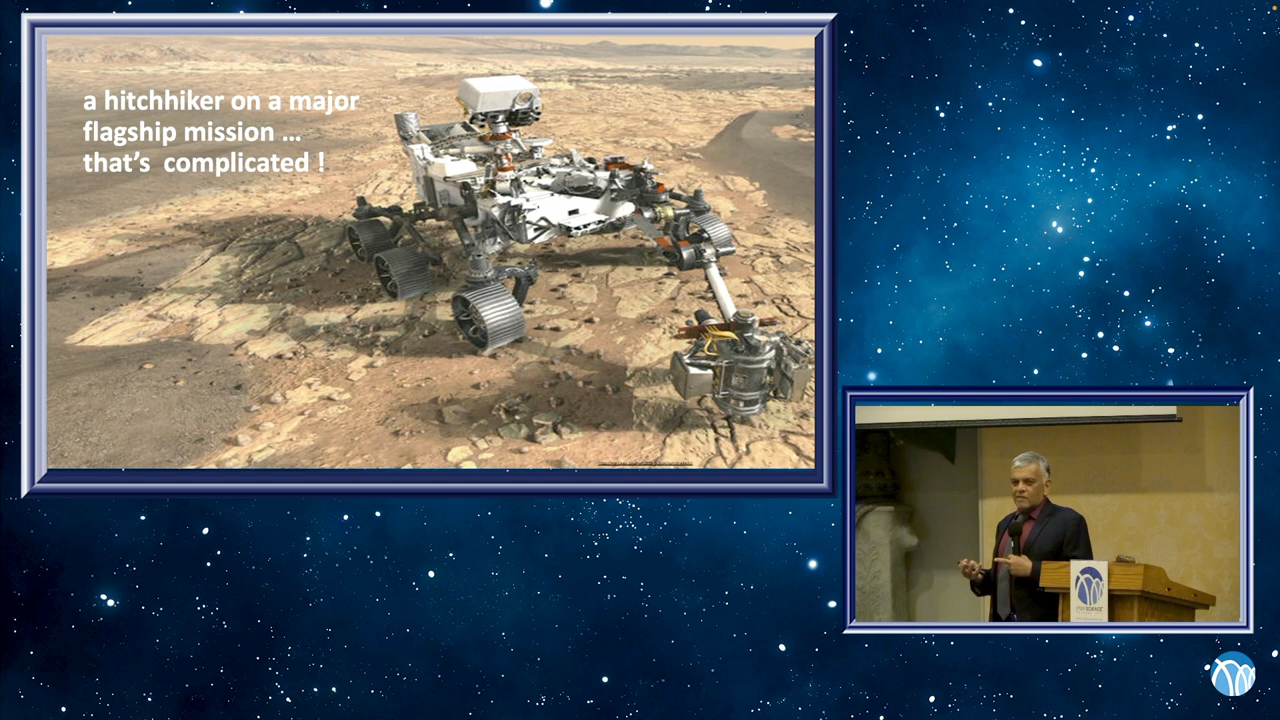 a hitchhiker on a major
flagship mission ...
that's  complicated !